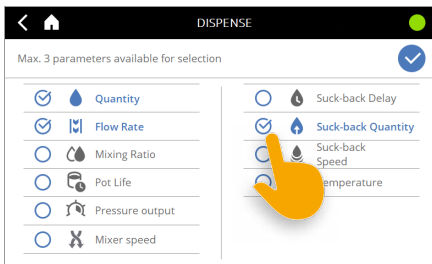 DISPENSE
Max. 3 parameters available for selection
Quantity
Flow Rate
Mixing Ratio
Pot Life
Pressure output
Mixer speed
Suck-back Delay
Suck-back Quantity
Suck-back
Speed
Temperature